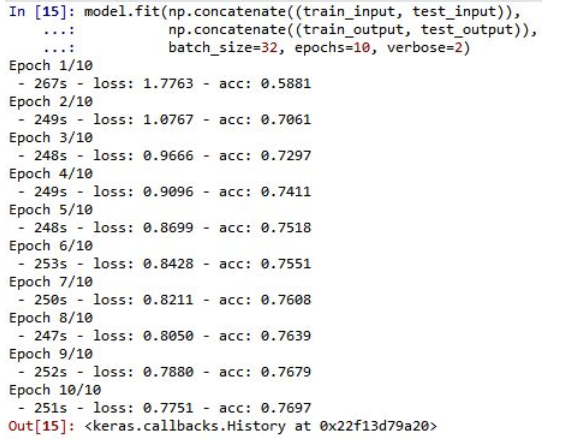 In [15]: model.fit(np.concatenate((train_input, test_input)),
    ...:           np.concatenate((train_output, test_output)),
    ...:           batch_size=32, epochs=10, verbose=2)
Epoch 1/10
 - 267s - loss: 1.7763 - acc: 0.5881
Epoch 2/10
 - 249s - loss: 1.0767 - acc: 0.7061
Epoch 3/10
 - 248s - loss: 0.9666 - acc: 0.7297
Epoch 4/10
 - 249s - loss: 0.9096 - acc: 0.7411
Epoch 5/10
 - 248s - loss: 0.8699 - acc: 0.7518
Epoch 6/10
 - 253s - loss: 0.8428 - acc: 0.7551
Epoch 7/10
 - 250s - loss: 0.8211 - acc: 0.7608
Epoch 8/10
 - 247s - loss: 0.8050 - acc: 0.7639
Epoch 9/10
 - 252s - loss: 0.7880 - acc: 0.7679
Epoch 10/10
 - 251s - loss: 0.7751 - acc: 0.7697
Out[15]: <keras.callbacks.History at 0x22f13d79a20>